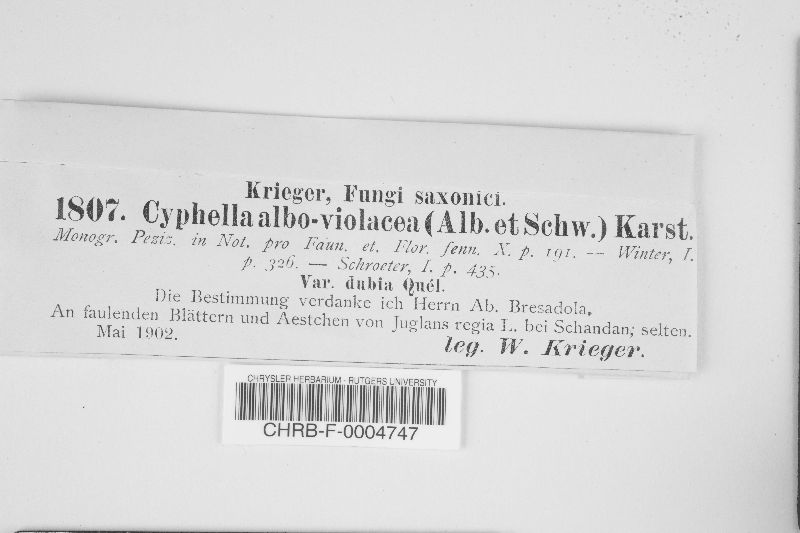 Krieger, Fungi saxonici.
1807. Cyphella albo-violacea (Alb. et Schw.) Karst.
Monogr. Peziz. in Not. pro Faun. et. Flor. fenn. X. p. 191. — Winter, I.
p. 326. — Schroeter, I. p. 435.
Var. dubia Quél.
Die Bestimmung verdanke ich Herrn Ab. Bresadola.
An faulenden Blättern und Aestchen von Juglans regia L. bei Schandau; selten.
Mai 1902.
leg. W. Krieger.
CHRYSLER HERBARIUM - RUTGERS UNIVERSITY
CHRB-F-0004747